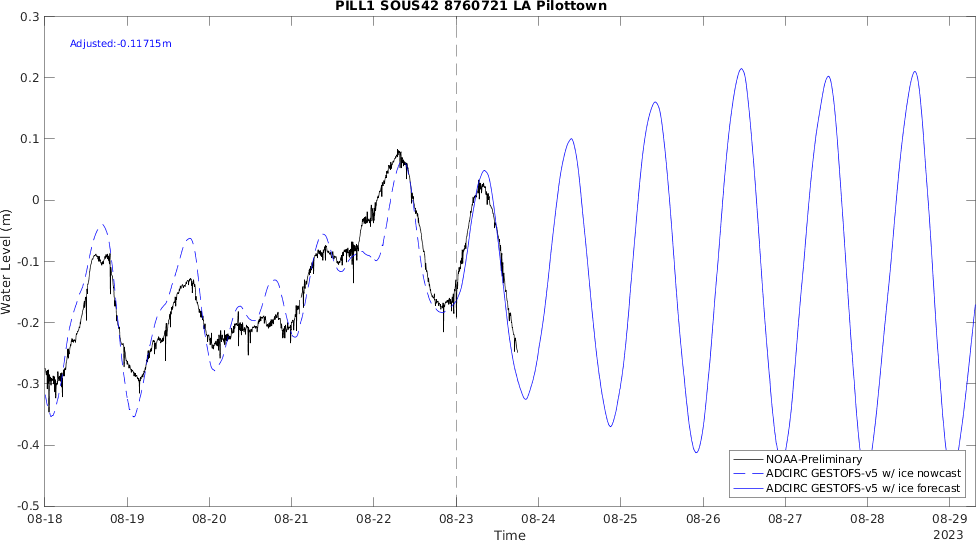 PILL1 SOUS42 8760721 LA Pilottown
Adjusted:-0.11715m
0.3
0.2
0.1
0
-0.1
-0.2
-0.3
-0.4
-0.5
Water Level (m)
NOAA-Preliminary
ADCIRC GESTOFS-v5 w/ ice nowcast
ADCIRC GESTOFS-v5 w/ ice forecast
08-18 08-19 08-20 08-21 08-22 08-23 08-24 08-25 08-26 08-27 08-28 08-29
Time
2023